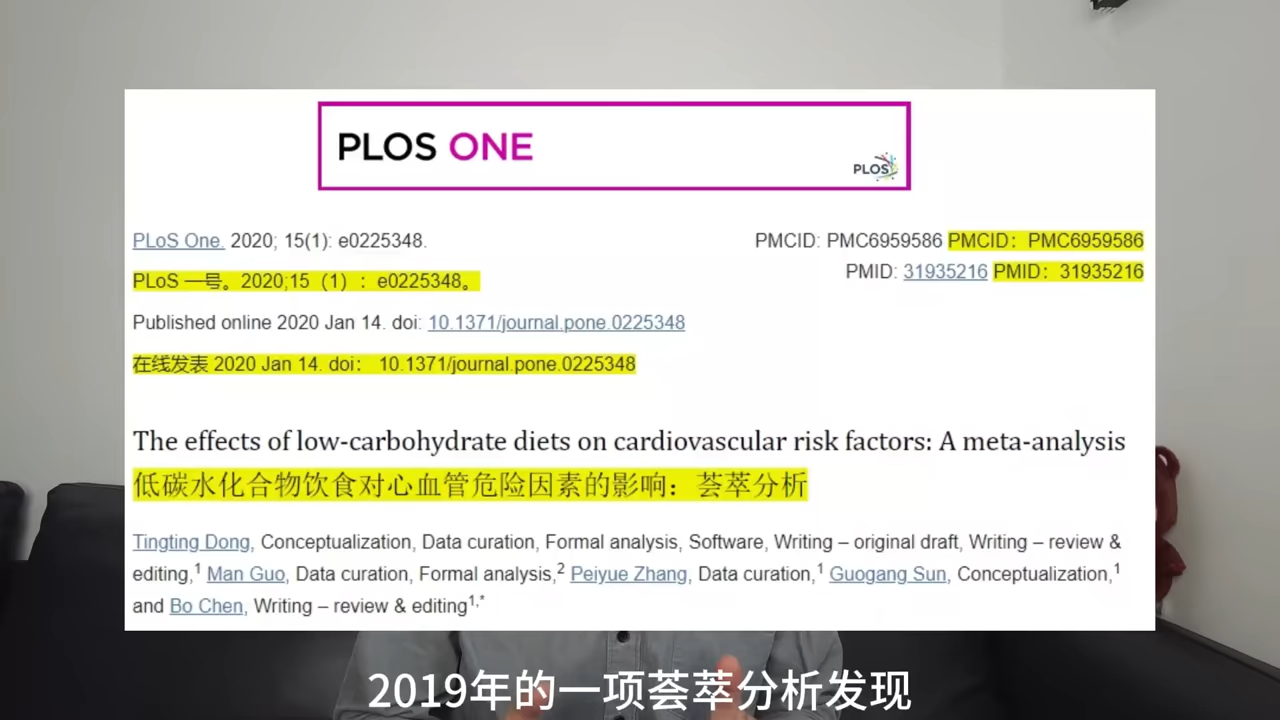 PLOS ONE
PLOS
PLoS One. 2020; 15(1): e0225348.
PMCID: PMC6959586 PMCID：PMC6959586
PLoS 一号。2020;15（1）：e0225348。
PMID: 31935216 PMID：31935216
Published online 2020 Jan 14. doi: 10.1371/journal.pone.0225348
在线发表 2020 Jan 14. doi： 10.1371/journal.pone.0225348
The effects of low-carbohydrate diets on cardiovascular risk factors: A meta-analysis
低碳水化合物饮食对心血管危险因素的影响：荟萃分析
Tingting Dong, Conceptualization, Data curation, Formal analysis, Software, Writing – original draft, Writing – review &
editing,1 Man Guo, Data curation, Formal analysis,2 Peiyue Zhang, Data curation,1 Guogang Sun, Conceptualization,1
and Bo Chen, Writing – review & editing1,*
2019年的一项荟萃分析发现